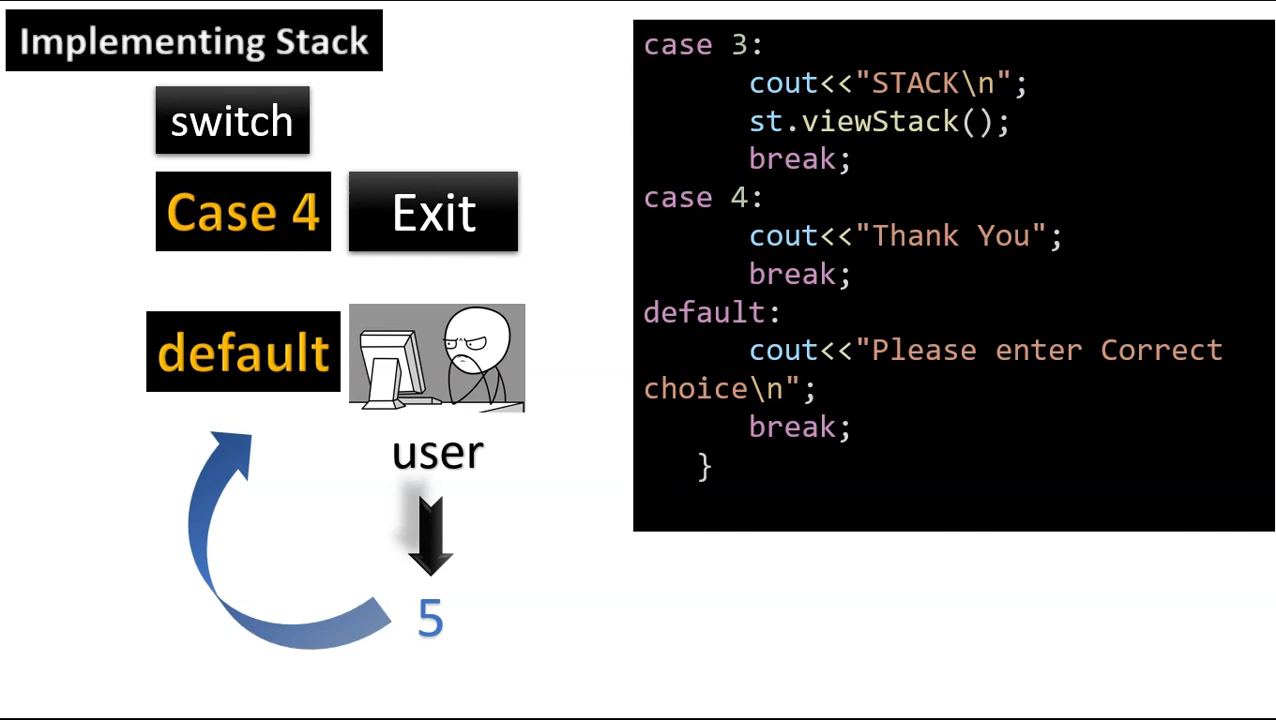 Implementing Stack
switch
Case 4
Exit
default
user
5
case 3:
cout<<"STACK\n";
st.viewStack();
break;
case 4:
cout<<"Thank You";
break;
default:
cout<<"Please enter Correct
choice\n";
break;
}